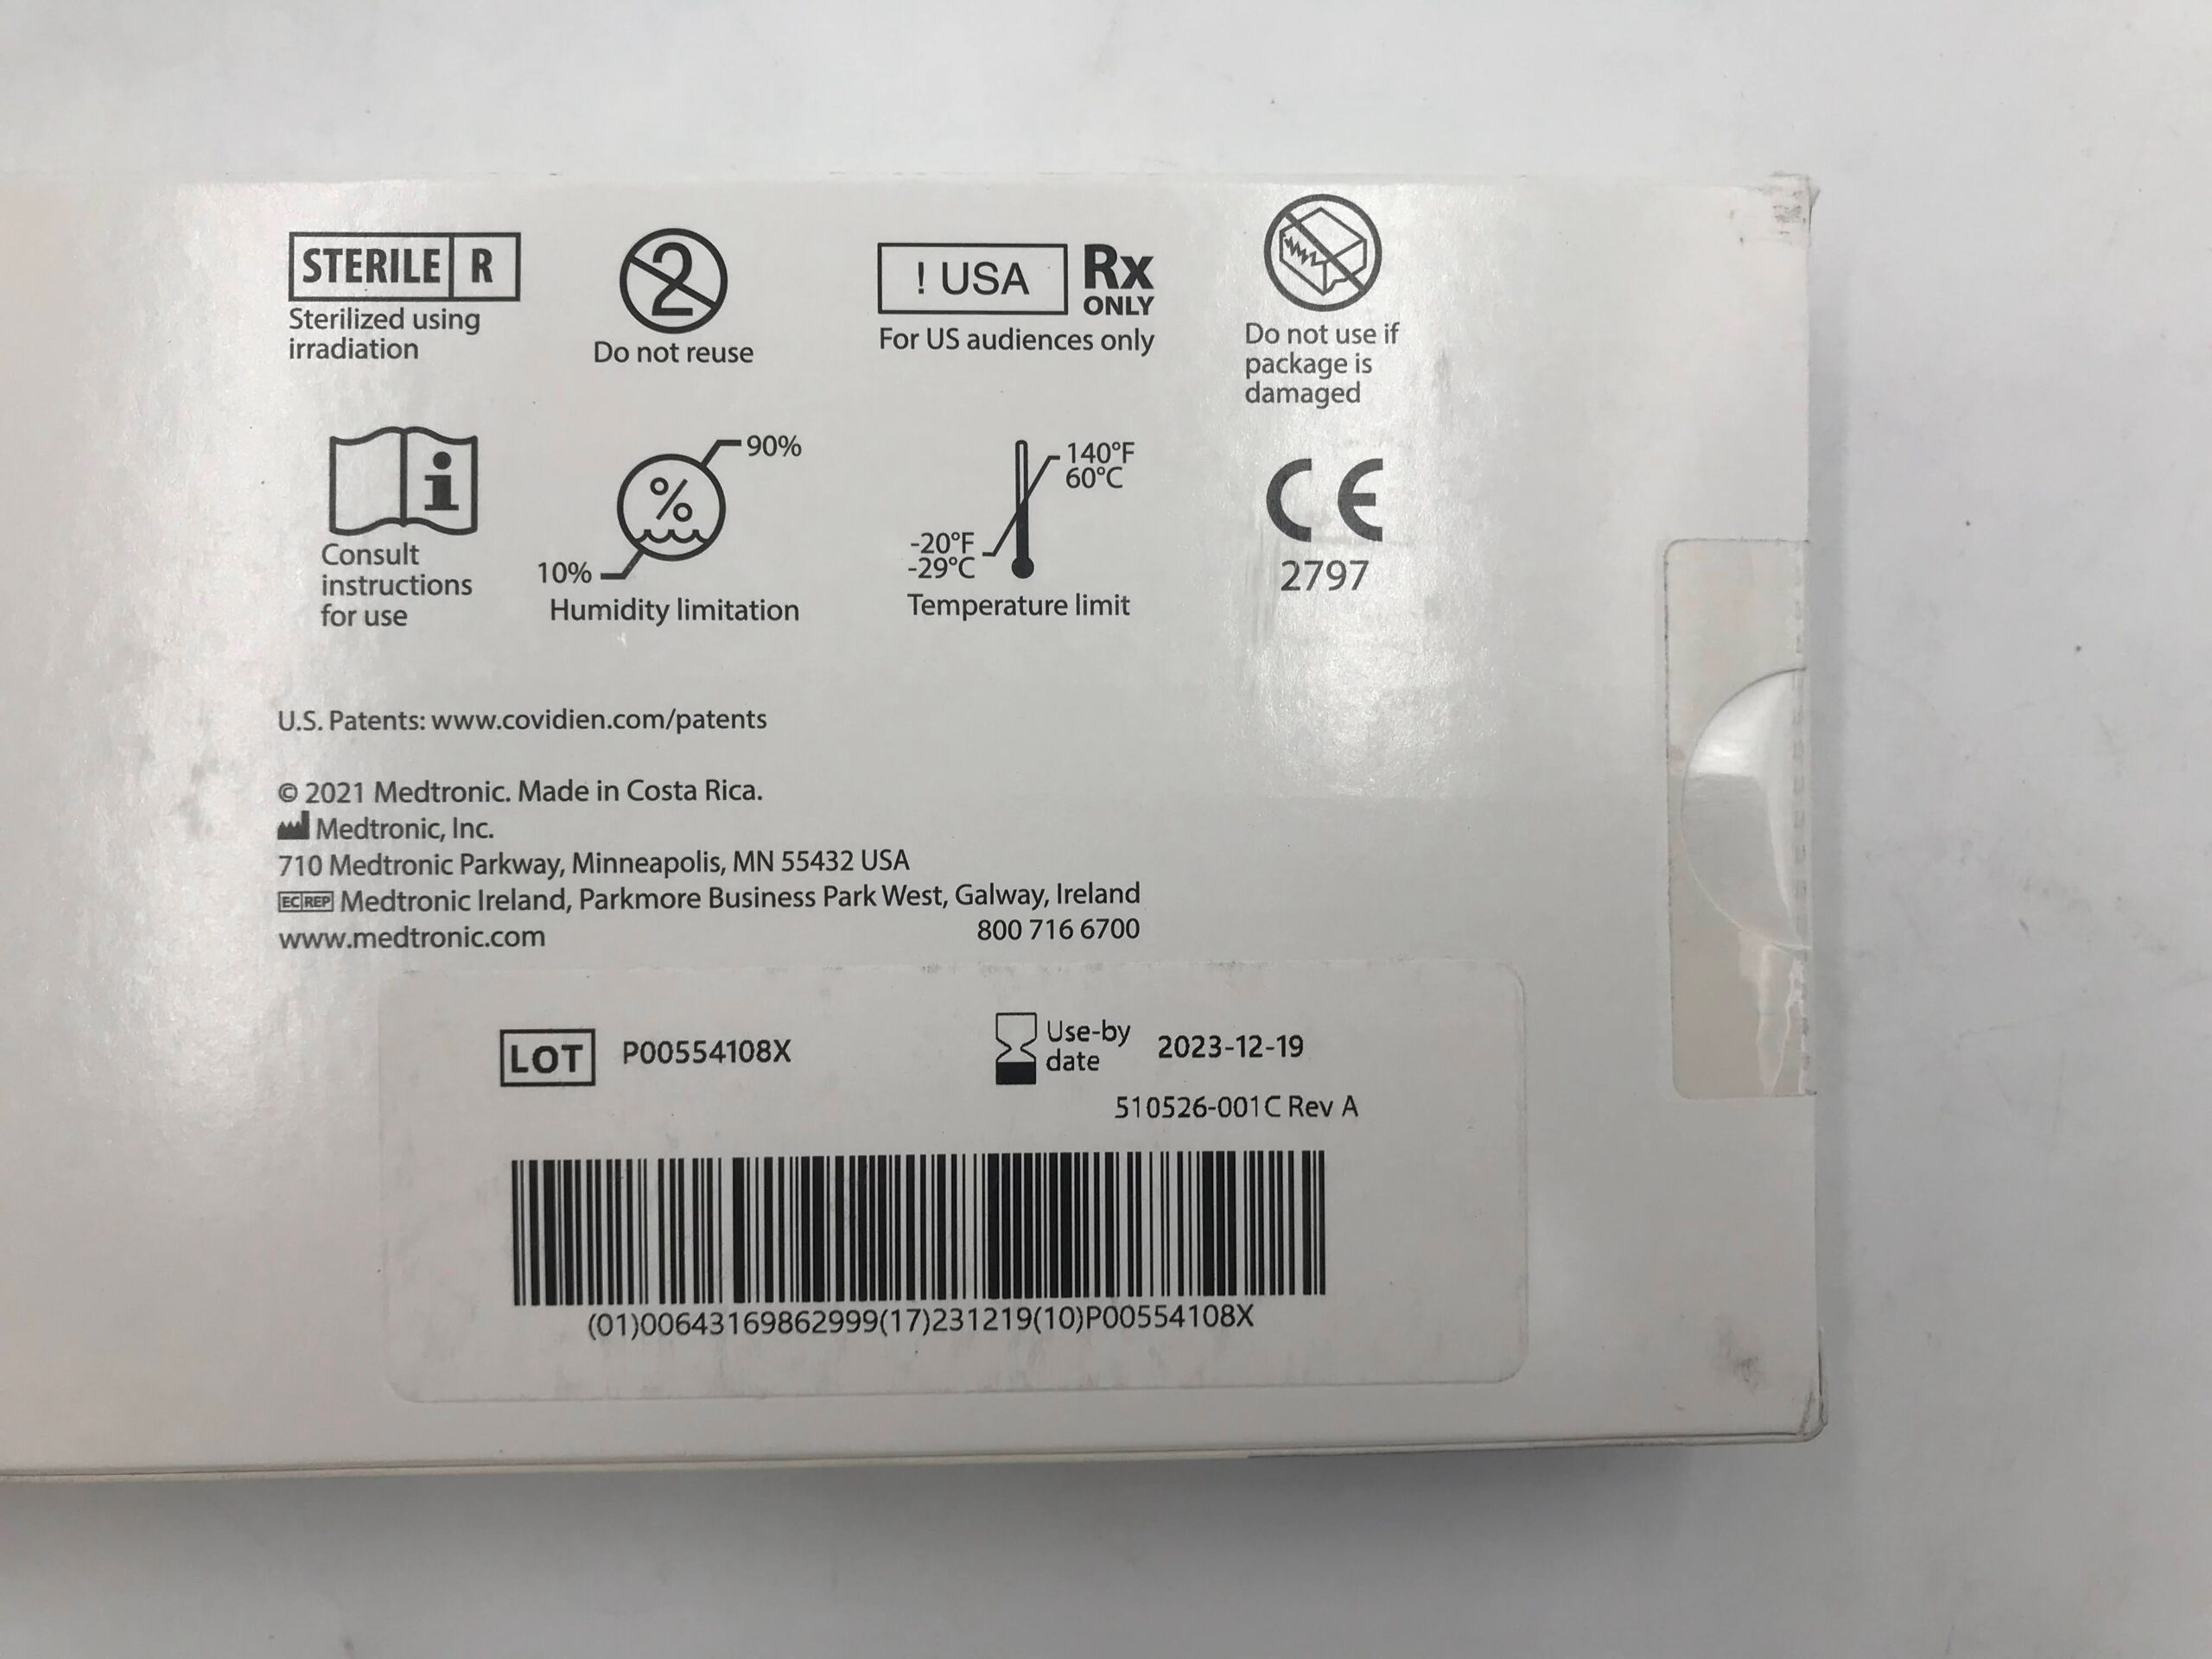 STERILE R
Sterilized using
irradiation
2
Do not reuse
! USA Rx
ONLY
For US audiences only
Do not use if
package is
damaged
i
Consult
instructions
for use
90%
%
10%
Humidity limitation
140°F
60°C
-20°F
-29°C
Temperature limit
CE
2797
U.S. Patents: www.covidien.com/patents
© 2021 Medtronic. Made in Costa Rica.
Medtronic, Inc.
710 Medtronic Parkway, Minneapolis, MN 55432 USA
EC REP Medtronic Ireland, Parkmore Business Park West, Galway, Ireland
www.medtronic.com 800 716 6700
LOT P00554108X
Use-by
date 2023-12-19
510526-001C Rev A
(01)00643169862999(17)231219(10)P00554108X